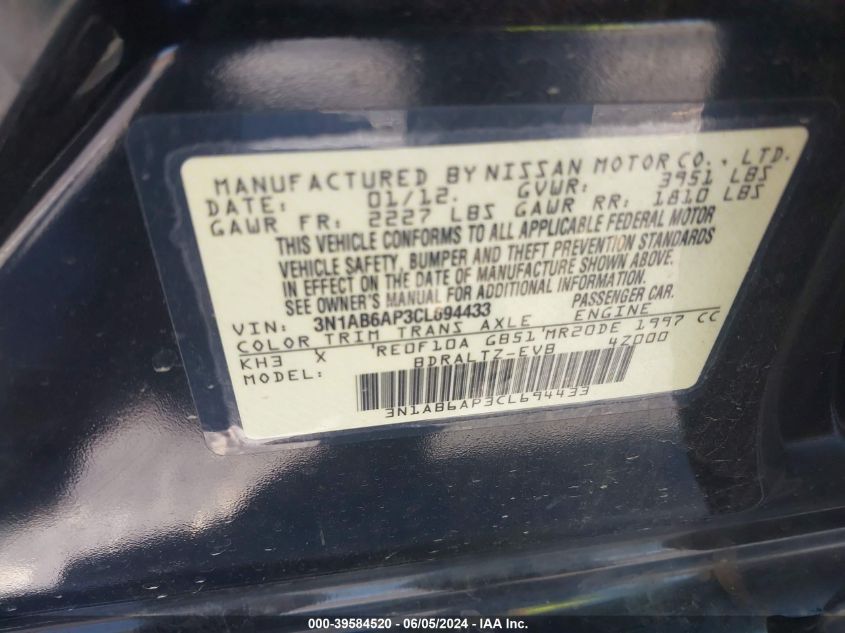 MANUFACTURED BY NISSAN MOTOR CO., LTD.
DATE: 01/12. GVWR: 3951 LBS
GAWR FR: 2227 LBS GAWR RR: 1810 LBS
THIS VEHICLE CONFORMS TO ALL APPLICABLE FEDERAL MOTOR
VEHICLE SAFETY, BUMPER AND THEFT PREVENTION STANDARDS
IN EFFECT ON THE DATE OF MANUFACTURE SHOWN ABOVE.
SEE OWNER'S MANUAL FOR ADDITIONAL INFORMATION.
VIN: 3N1AB6AP3CL694433 PASSENGER CAR.
COLOR TRIM TRANS AXLE ENGINE
KH3 X 'RE0F10A GB51'MR20DE 1997 CC
MODEL: BDRALTZ-EVB 4Z000
3N1AB6AP3CL694433
000-39584520 - 06/05/2024 - IAAI Inc.